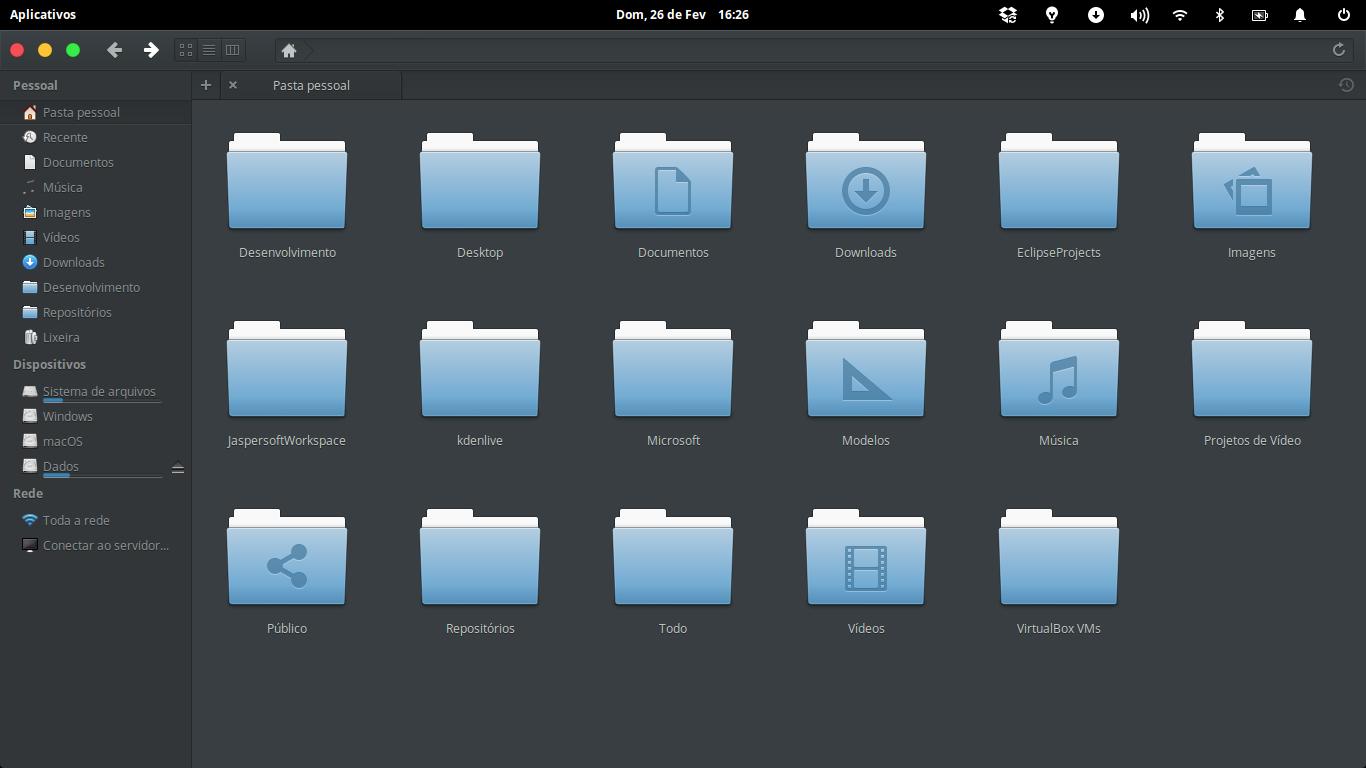 Aplicativos
Dom, 26 de Fev 16:26
Pessoal
Pasta pessoal
Recente
Documentos
Música
Imagens
Vídeos
Downloads
Desenvolvimento
Repositórios
Lixeira
Dispositivos
Sistema de arquivos
Windows
macOS
Dados
Rede
Toda a rede
Conectar ao servidor...
Pasta pessoal
Desenvolvimento
Desktop
Documentos
Downloads
EclipseProjects
Imagens
JaspersoftWorkspace
kdenlive
Microsoft
Modelos
Música
Projetos de Vídeo
Público
Repositórios
Todo
Vídeos
VirtualBox VMs